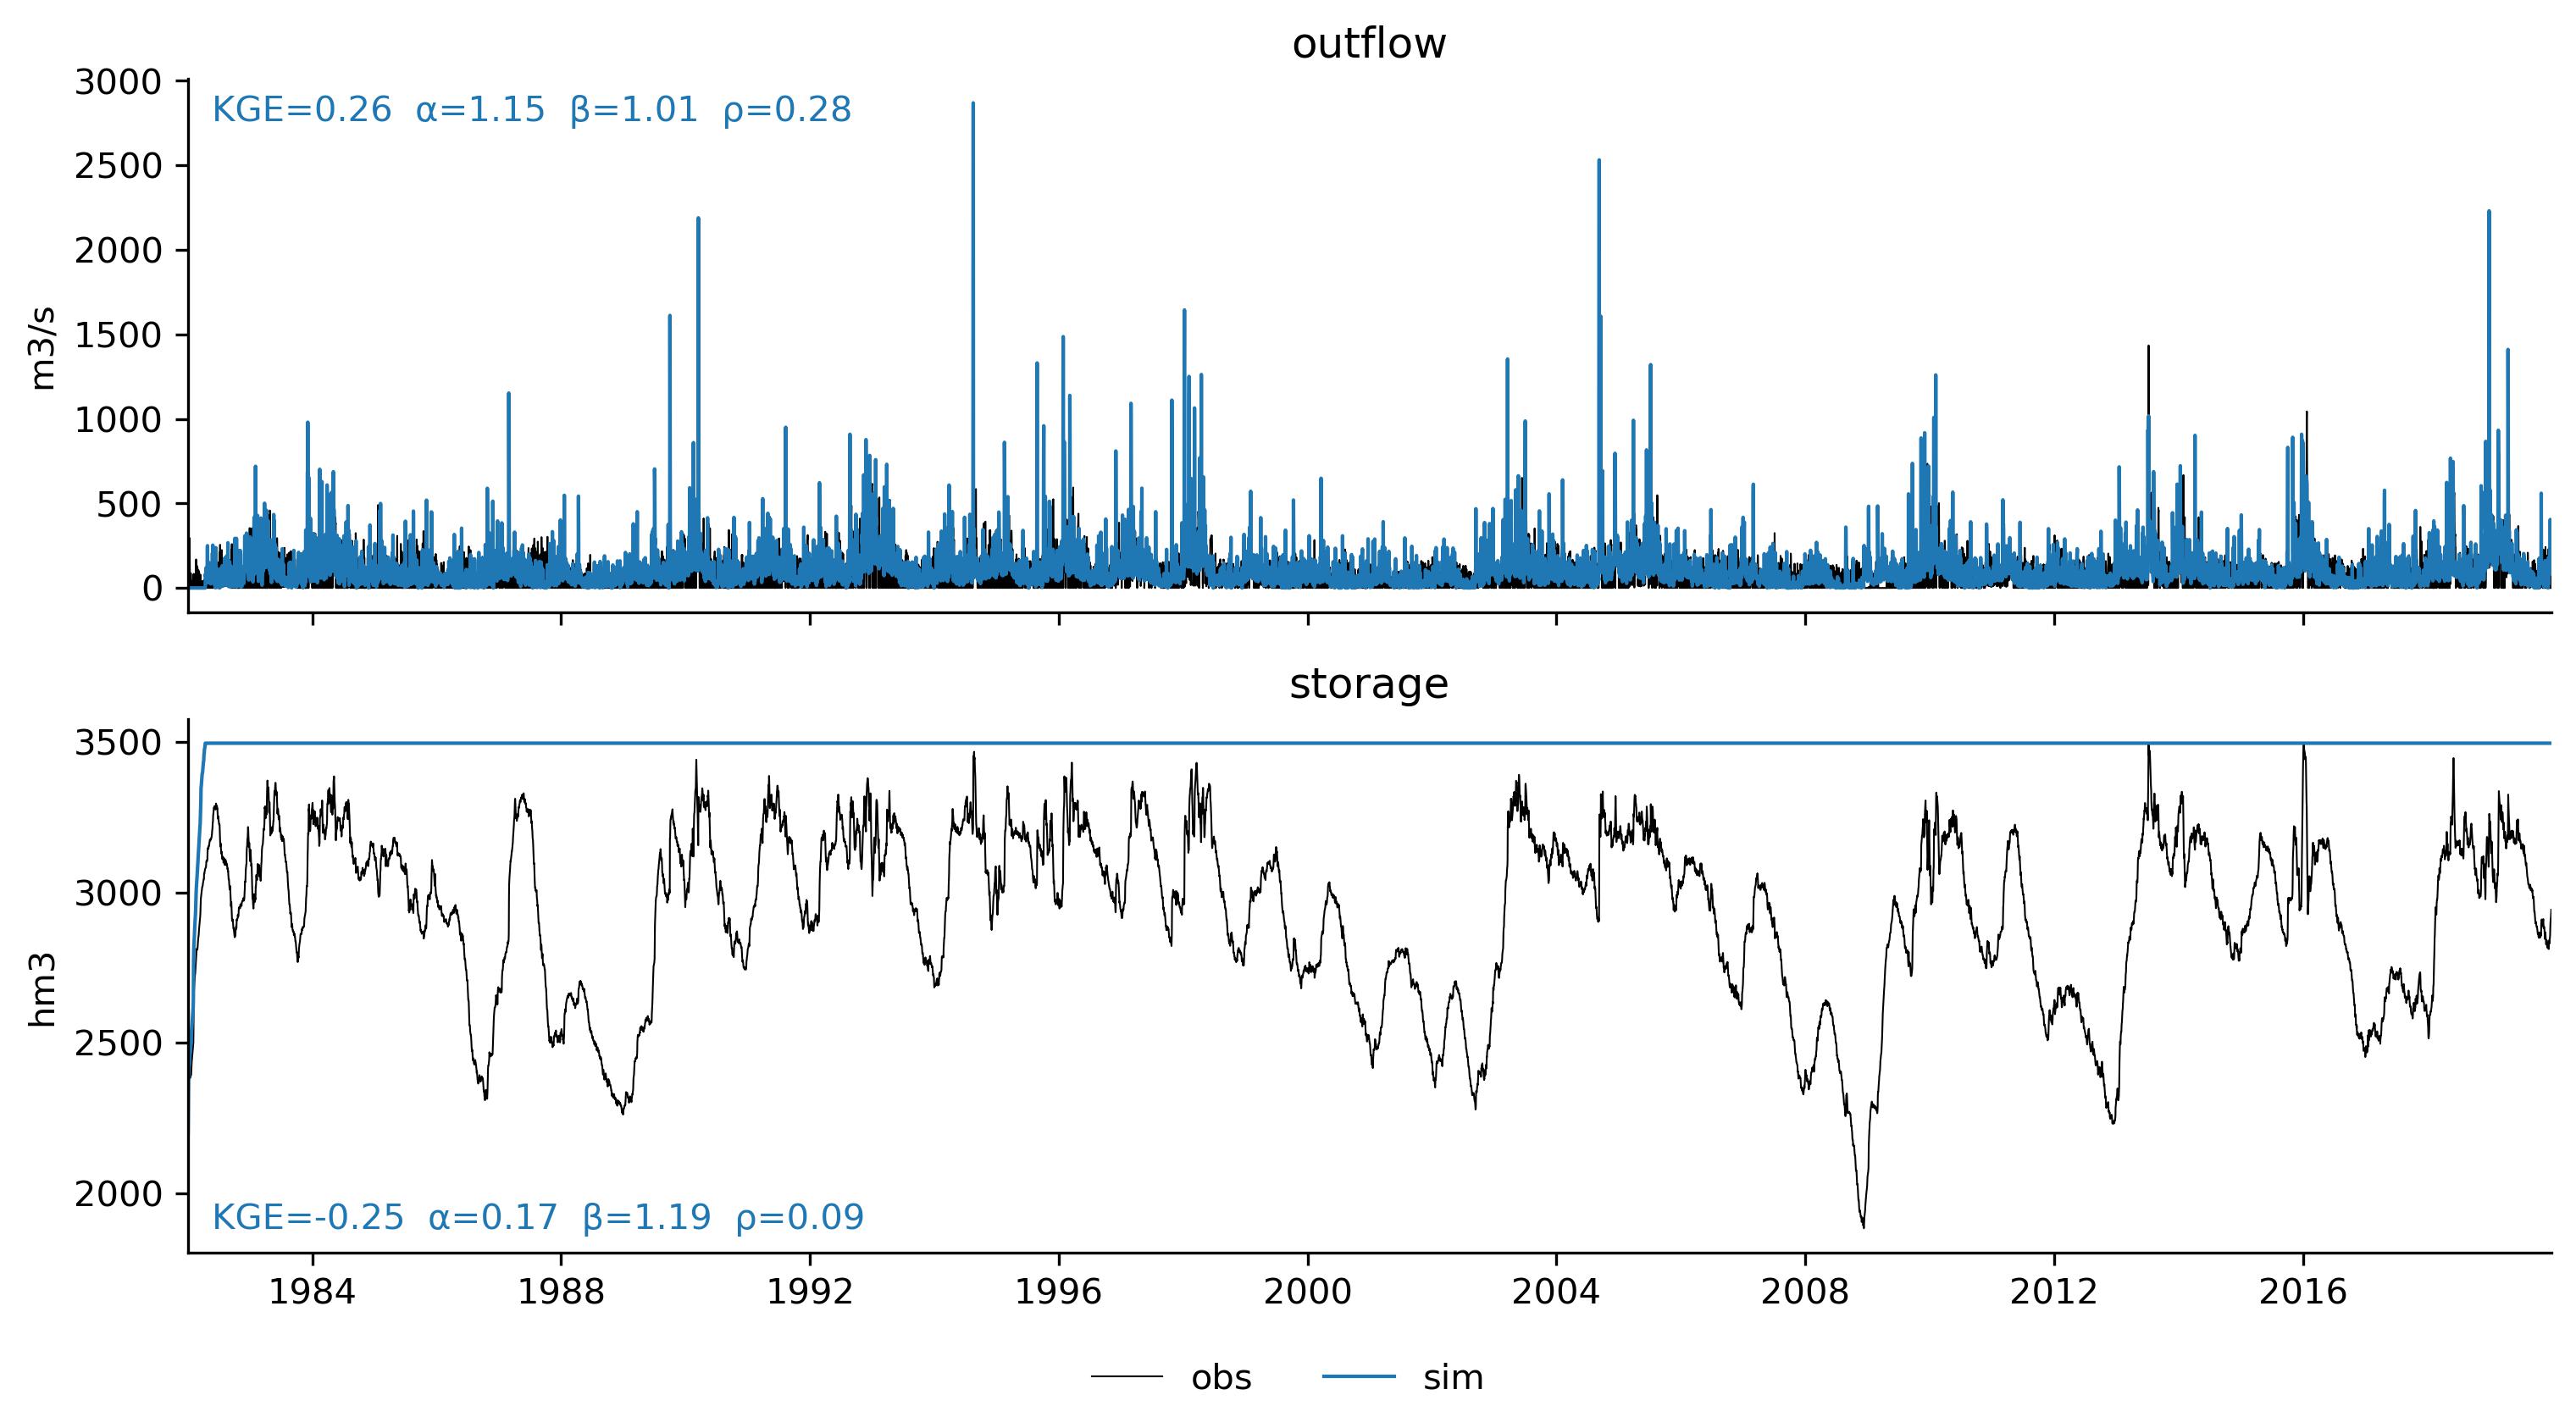 outflow
3000
KGE=0.26 α=1.15 β=1.01 ρ=0.28
2500
2000
1500
1000
500
0
m3/s
storage
3500
3000
2500
2000
hm3
KGE=-0.25 α=0.17 β=1.19 ρ=0.09
1984 1988 1992 1996 2000 2004 2008 2012 2016
obs sim